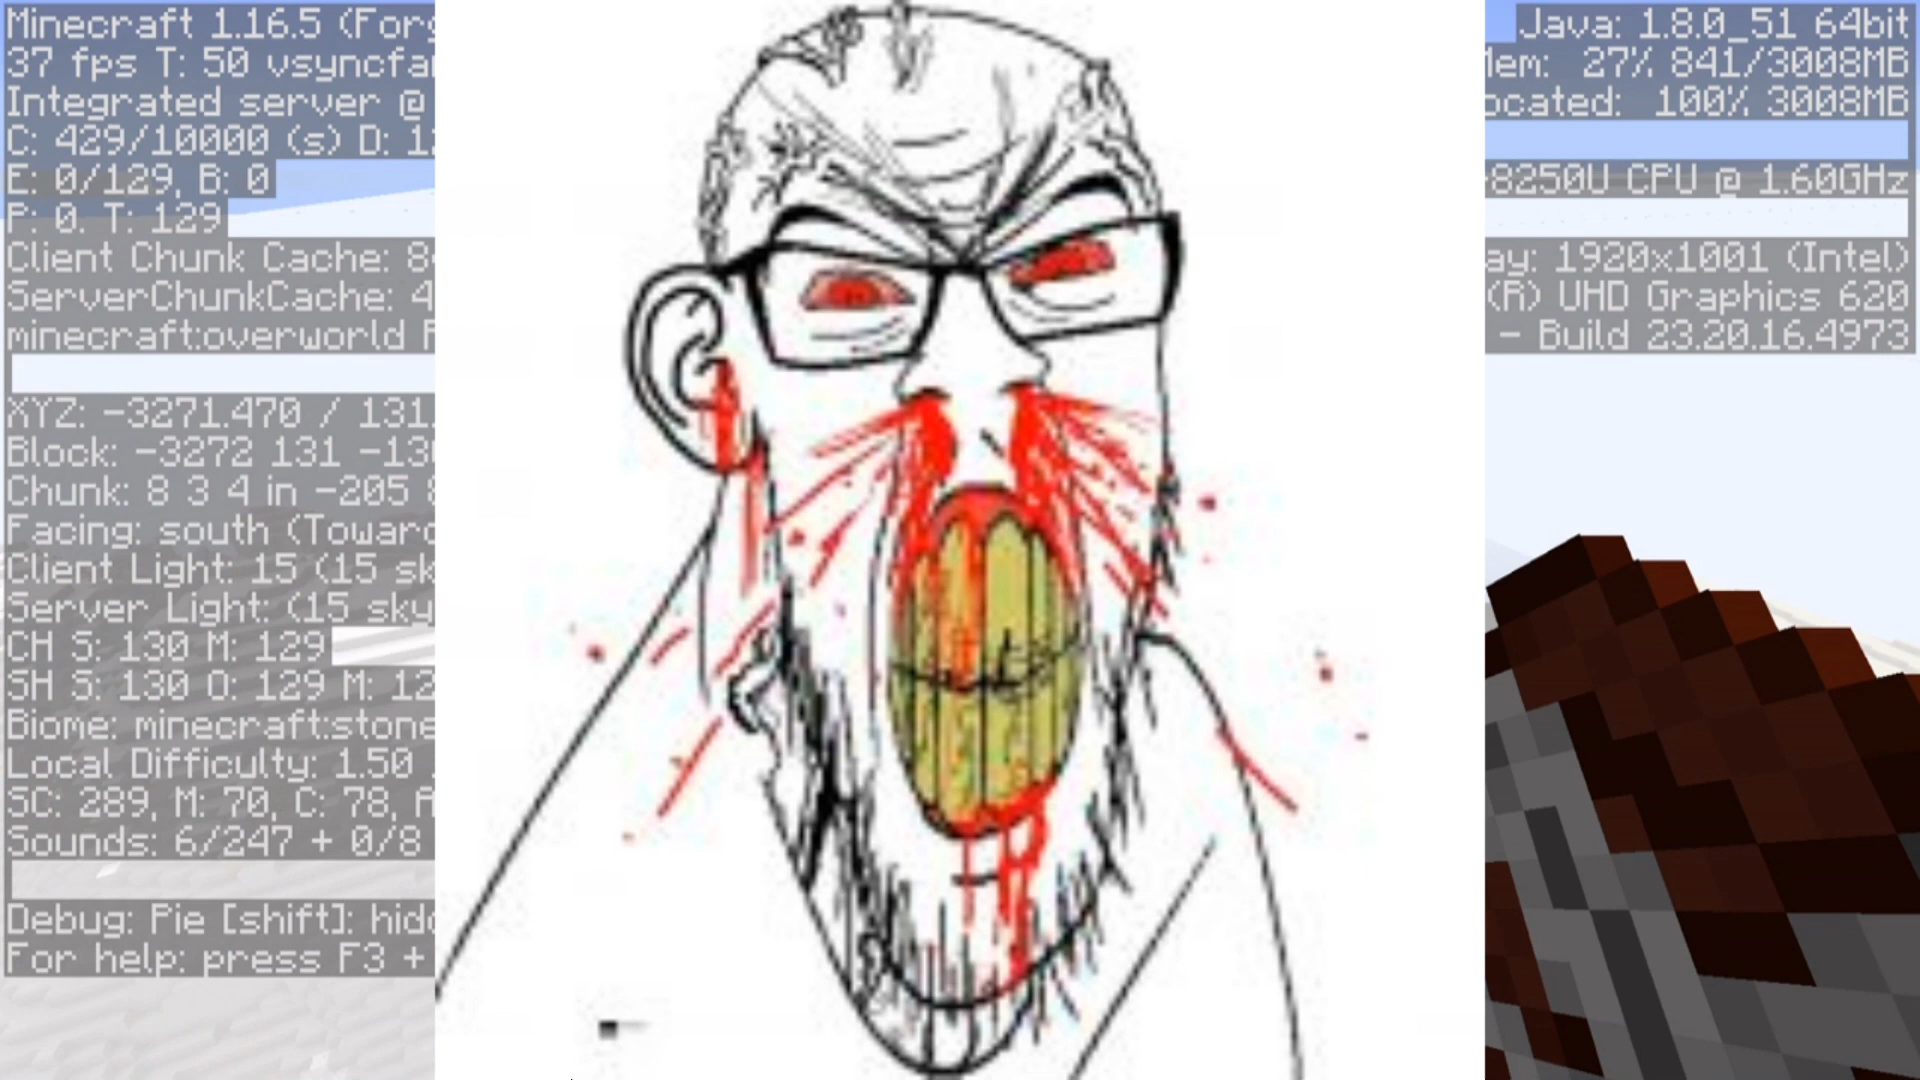 Minecraft 1.16.5 (Forg
37 fps T: 50 vsyncfa
Integrated server @
C: 429/10000 (s) D: 1
E: 0/129, B: 0
P: 0. T: 129
Client Chunk Cache: 8
ServerChunkCache: 4
minecraft:overworld F
XYZ: -3271.470 / 131.
Block: -3272 131 -13
Chunk: 8 3 4 in -205 8
Facing: south (Toward
Client Light: 15 (15 sk
Server Light: (15 sky
CH S: 130 M: 129
SH S: 130 O: 129 M: 12
Biome: minecraft:stone
Local Difficulty: 1.50
SC: 289, M: 70, C: 78, A
Sounds: 6/247 + 0/8
Debug: Pie [shift]: hidd
For help: press F3 +
Java: 1.8.0_51 64bit
Mem: 27% 841/3008MB
ocated: 100% 3008MB
8250U CPU @ 1.60GHz
ay: 1920x1001 (Intel)
(R) UHD Graphics 620
- Build 23.20.16.4973